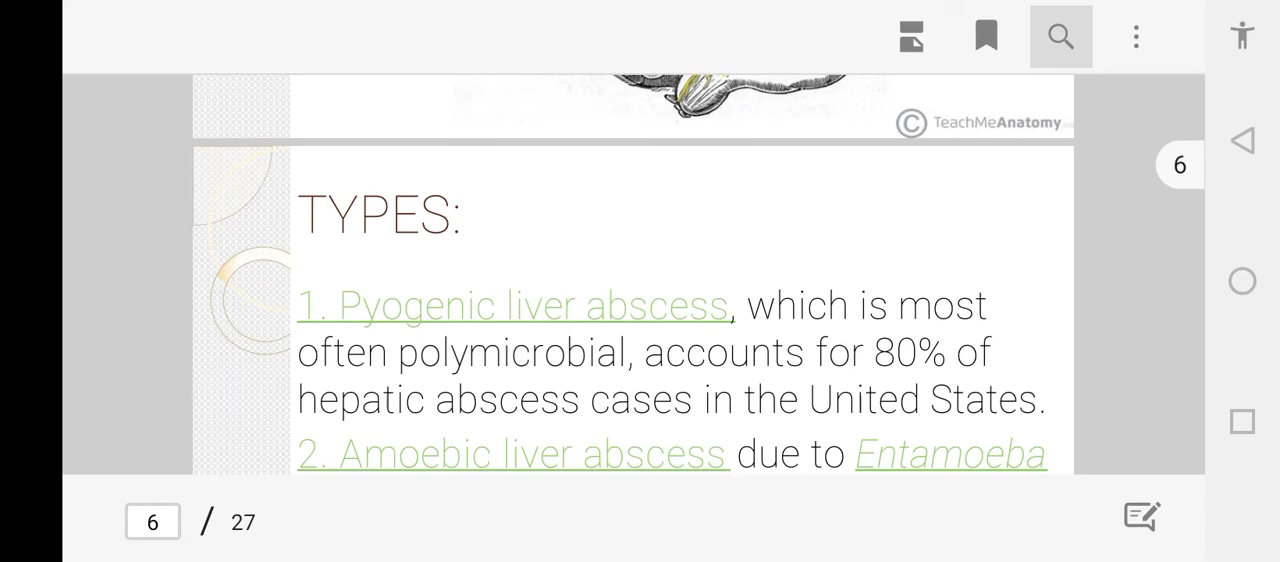 © TeachMeAnatomy
6
TYPES:
1. Pyogenic liver abscess, which is most
often polymicrobial, accounts for 80% of
hepatic abscess cases in the United States.
2. Amoebic liver abscess due to Entamoeba
6 / 27